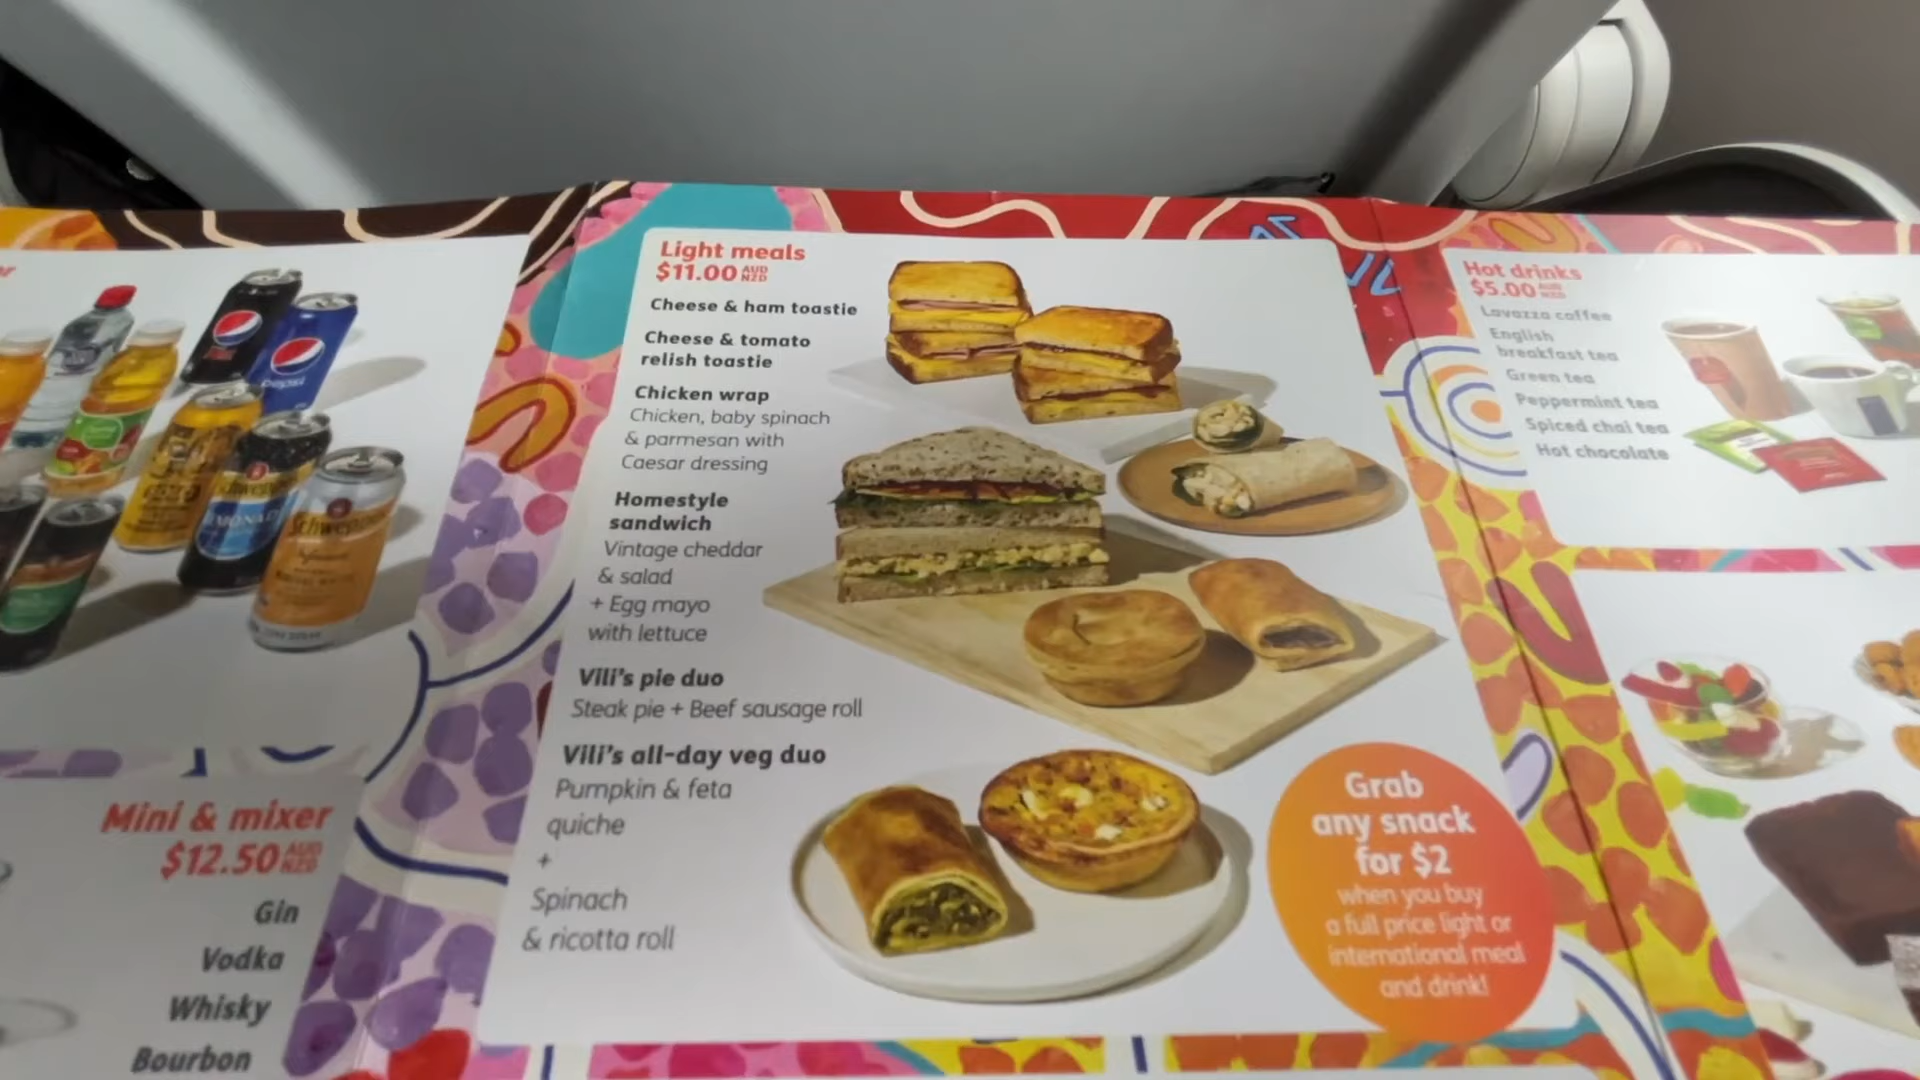 Light meals
$11.00 AUD NZD
Cheese & ham toastie
Cheese & tomato
relish toastie
Chicken wrap
Chicken, baby spinach
& parmesan with
Caesar dressing
Homestyle
sandwich
Vintage cheddar
& salad
+ Egg mayo
with lettuce
Vili's pie duo
Steak pie + Beef sausage roll
Vili's all-day veg duo
Pumpkin & feta
quiche
+
Spinach
& ricotta roll
Grab
any snack
for $2
when you buy
a full price light or
international meal
and drink!
Mini & mixer
$12.50 AUD NZD
Gin
Vodka
Whisky
Bourbon
pepsi
Hot drinks
$5.00 AUD NZD
Lavazza coffee
English
breakfast tea
Green tea
Peppermint tea
Spiced chai tea
Hot chocolate